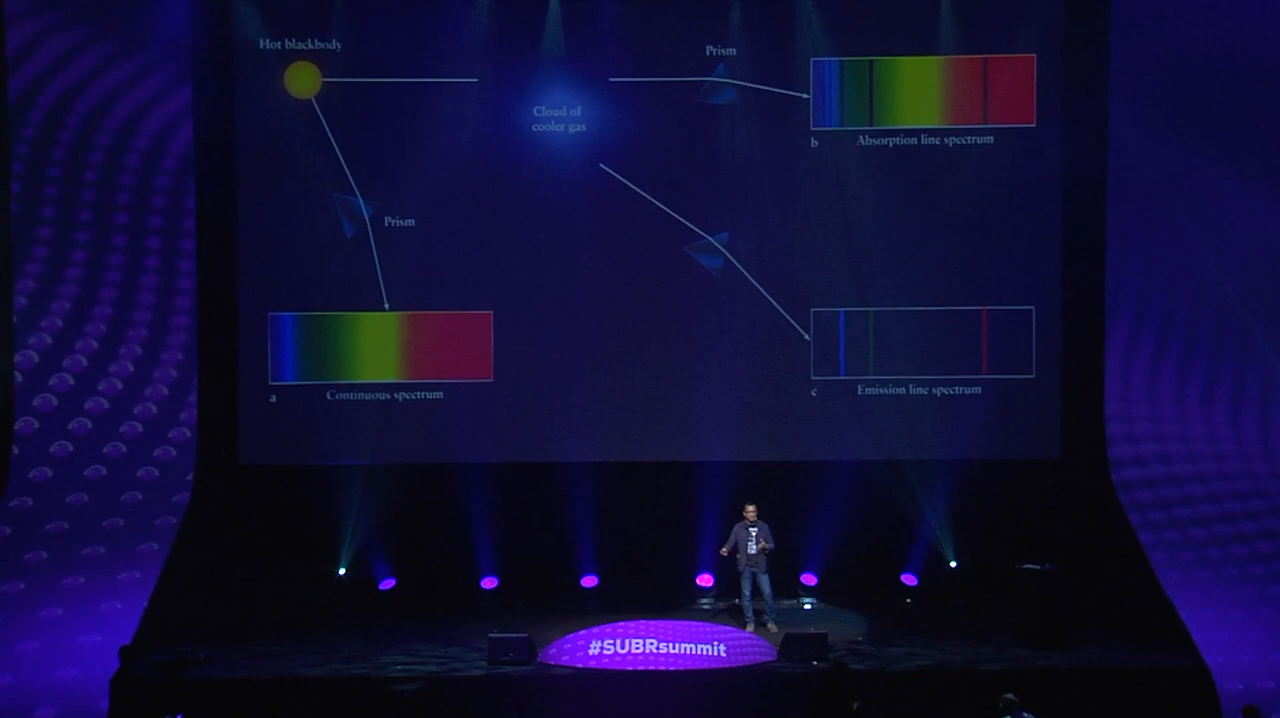 Hot blackbody
Prism
Cloud of
cooler gas
b
Absorption line spectrum
Prism
a
Continuous spectrum
c
Emission line spectrum
#SUBRsummit